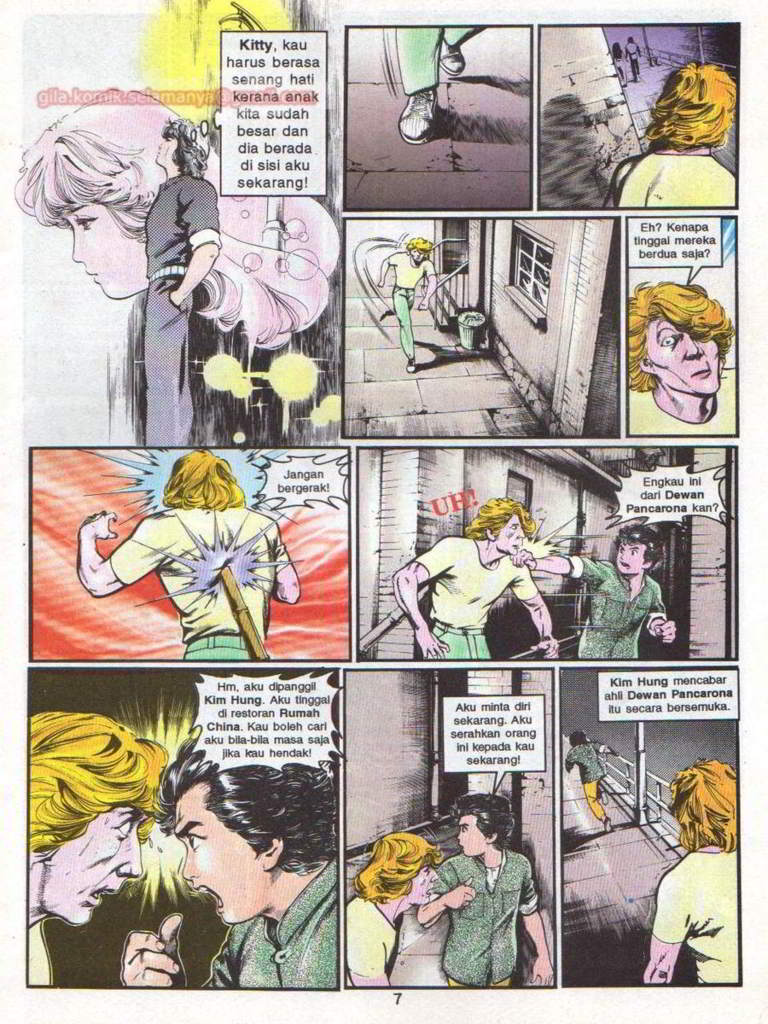 Kitty, kau
harus berasa
senang hati
kerana anak
kita sudah
besar dan
dia berada
di sisi aku
sekarang!
Eh? Kenapa
tinggal mereka
berdua saja?
Jangan
bergerak!
UH!
Engkau ini
dari Dewan
Pancarona kan?
Hm, aku dipanggil
Kim Hung. Aku tinggal
di restoran Rumah
China. Kau boleh cari
aku bila-bila masa saja
jika kau hendak!
Aku minta diri
sekarang. Aku
serahkan orang
ini kepada kau
sekarang!
Kim Hung mencabar
ahli Dewan Pancarona
itu secara bersemuka.
7